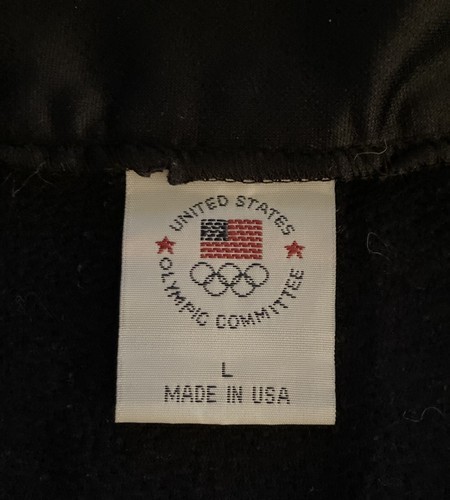 UNITED STATES
OLYMPIC COMMITTEE
L
MADE IN USA